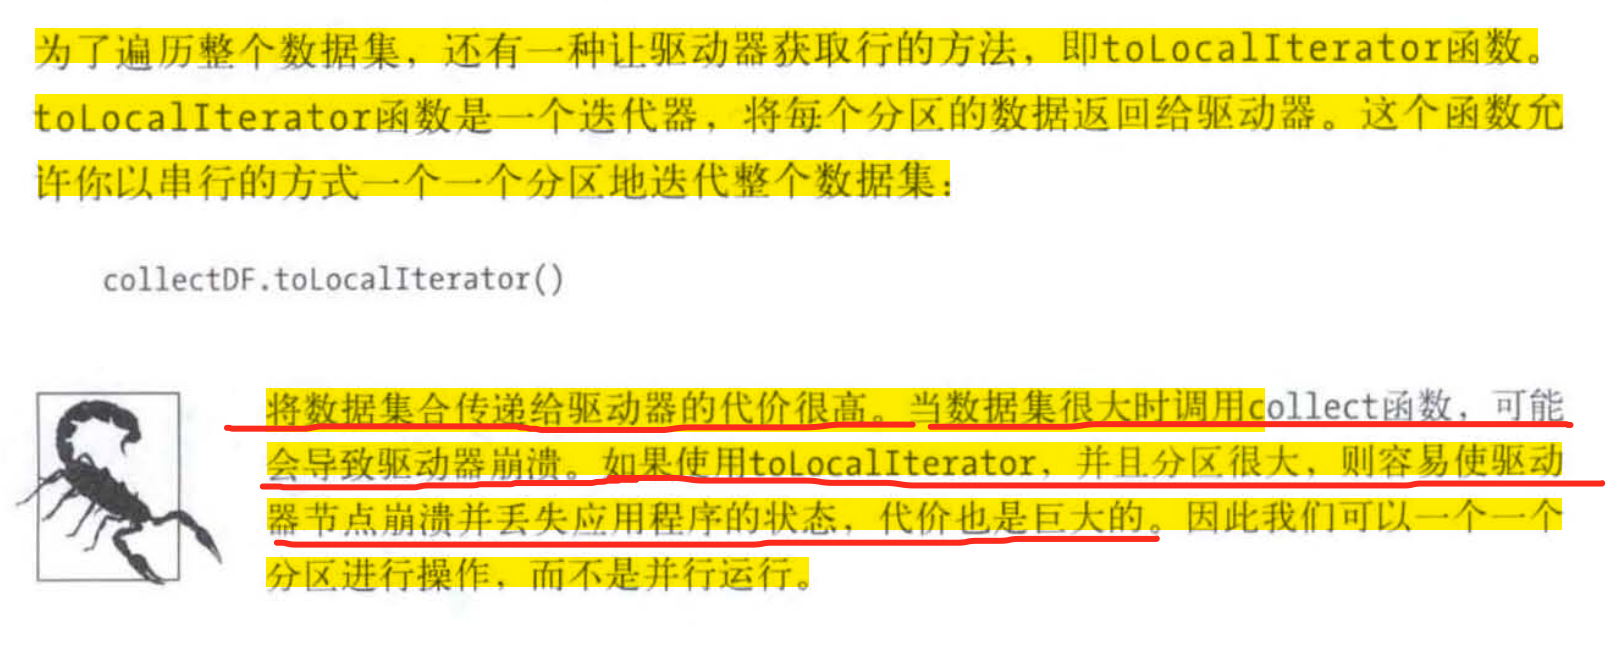 为了遍历整个数据集，还有一种让驱动器获取行的方法，即toLocalIterator函数。
toLocalIterator函数是一个迭代器，将每个分区的数据返回给驱动器。这个函数允
许你以串行的方式一个一个分区地迭代整个数据集：
collectDF.toLocalIterator()
将数据集合传递给驱动器的代价很高。当数据集很大时调用collect函数，可能
会导致驱动器崩溃。如果使用toLocalIterator，并且分区很大，则容易使驱动
器节点崩溃并丢失应用程序的状态，代价也是巨大的。因此我们可以一个一个
分区进行操作，而不是并行运行。